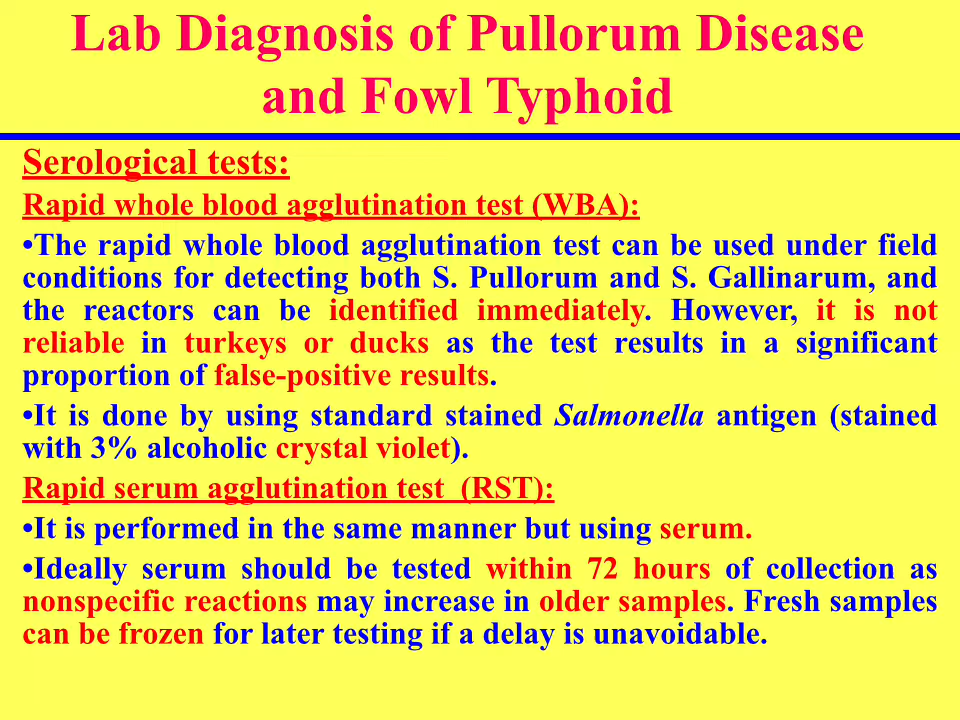 Lab Diagnosis of Pullorum Disease
and Fowl Typhoid
Serological tests:
Rapid whole blood agglutination test (WBA):
•The rapid whole blood agglutination test can be used under field
conditions for detecting both S. Pullorum and S. Gallinarum, and
the reactors can be identified immediately. However, it is not
reliable in turkeys or ducks as the test results in a significant
proportion of false-positive results.
•It is done by using standard stained Salmonella antigen (stained
with 3% alcoholic crystal violet).
Rapid serum agglutination test (RST):
•It is performed in the same manner but using serum.
•Ideally serum should be tested within 72 hours of collection as
nonspecific reactions may increase in older samples. Fresh samples
can be frozen for later testing if a delay is unavoidable.